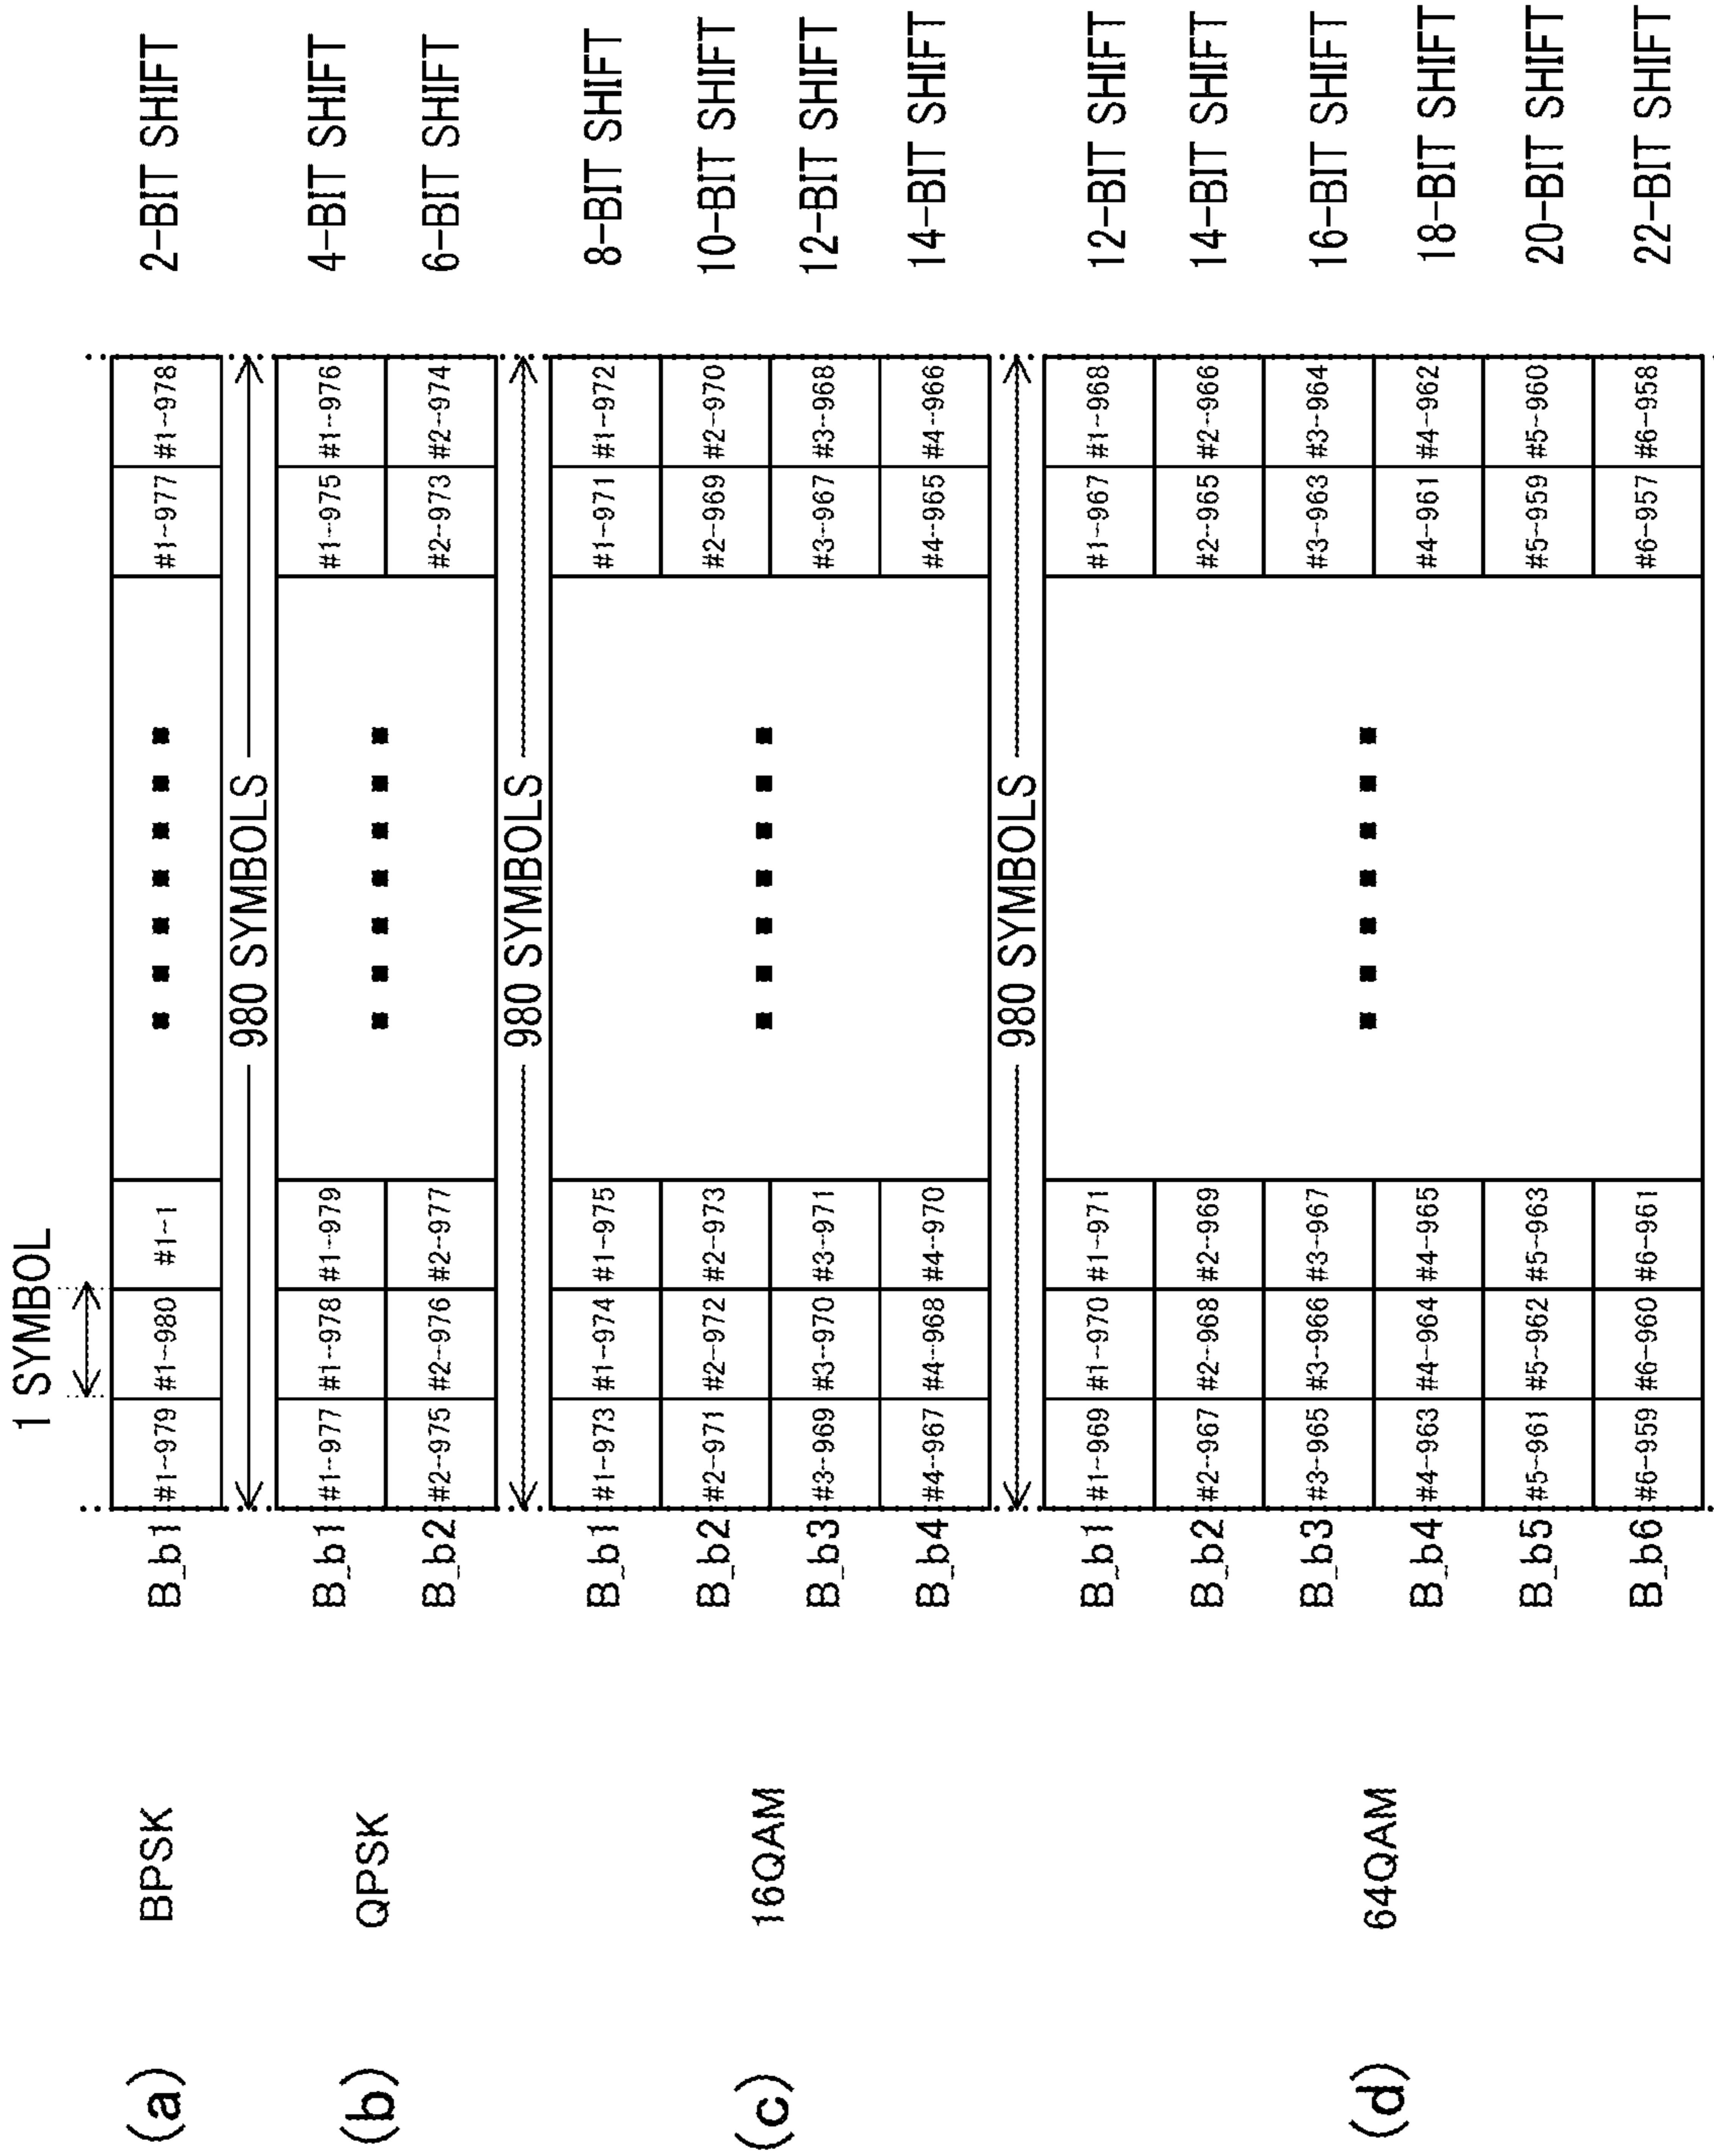 1 SYMBOL
(a) BPSK B_b1 #1-979 #1-980 #1-1 ・・・・・・・ #1-977 #1-978 2-BIT SHIFT
980 SYMBOLS
(b) QPSK
B_b1 #1-977 #1-978 #1-979 #1-975 #1-976 4-BIT SHIFT
B_b2 #2-975 #2-976 #2-977 #2-973 #2-974 6-BIT SHIFT
980 SYMBOLS
(c) 16QAM
B_b1 #1-973 #1-974 #1-975 #1-971 #1-972 8-BIT SHIFT
B_b2 #2-971 #2-972 #2-973 #2-969 #2-970 10-BIT SHIFT
B_b3 #3-969 #3-970 #3-971 #3-967 #3-968 12-BIT SHIFT
B_b4 #4-967 #4-968 #4-970 #4-965 #4-966 14-BIT SHIFT
980 SYMBOLS
(d) 64QAM
B_b1 #1-969 #1-970 #1-971 #1-967 #1-968 12-BIT SHIFT
B_b2 #2-967 #2-968 #2-969 #2-965 #2-966 14-BIT SHIFT
B_b3 #3-965 #3-966 #3-967 #3-963 #3-964 16-BIT SHIFT
B_b4 #4-963 #4-964 #4-965 #4-961 #4-962 18-BIT SHIFT
B_b5 #5-961 #5-962 #5-963 #5-959 #5-960 20-BIT SHIFT
B_b6 #6-959 #6-960 #6-961 #6-957 #6-958 22-BIT SHIFT